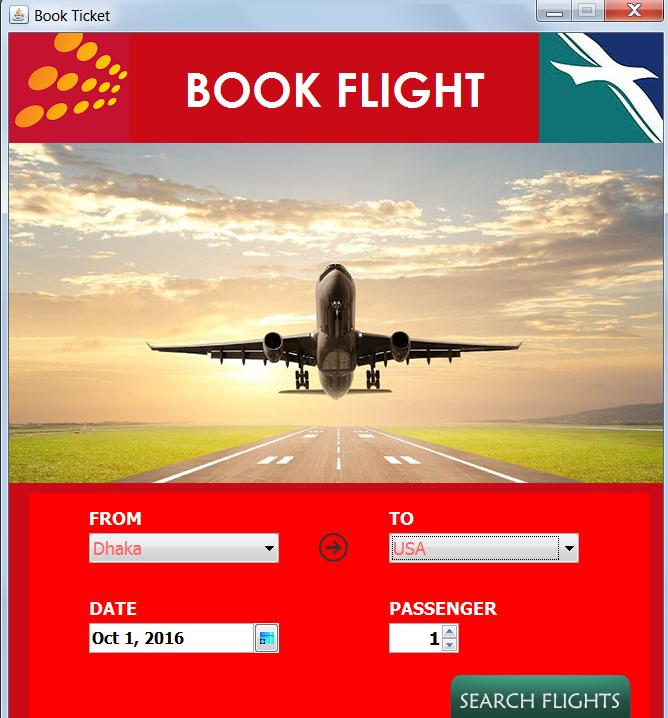 Book Ticket
BOOK FLIGHT
FROM
TO
Dhaka
USA
DATE
PASSENGER
Oct 1, 2016
1
SEARCH FLIGHTS